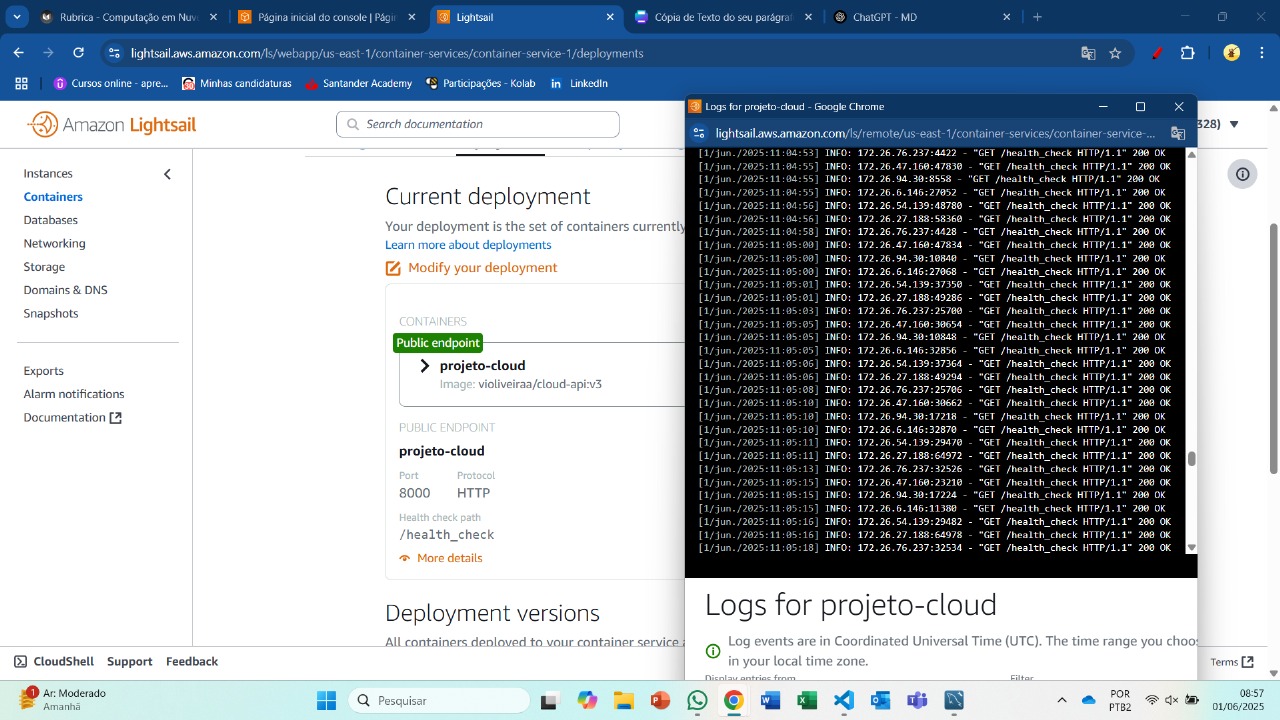 Rubrica - Computação em Nuv
Página inicial do console | Págin
Lightsail
Cópia de Texto do seu parágrafo
ChatGPT - MD
lightsail.aws.amazon.com/ls/webapp/us-east-1/container-services/container-service-1/deployments
Cursos online - apre...
Minhas candidaturas
Santander Academy
Participações - Kolab
LinkedIn
Amazon Lightsail
Search documentation
328)
Instances
Containers
Databases
Networking
Storage
Domains & DNS
Snapshots
Exports
Alarm notifications
Documentation
Current deployment
Your deployment is the set of containers currently
Learn more about deployments
Modify your deployment
CONTAINERS
Public endpoint
projeto-cloud
Image: violiveiraa/cloud-api:v3
PUBLIC ENDPOINT
projeto-cloud
Port Protocol
8000 HTTP
Health check path
/health_check
More details
Deployment versions
All containers deployed to your container service a
Logs for projeto-cloud - Google Chrome
lightsail.aws.amazon.com/ls/remote/us-east-1/container-services/container-service-...
[1/jun./2025:11:04:53] INFO: 172.26.76.237:4422 - "GET /health_check HTTP/1.1" 200 OK
[1/jun./2025:11:04:55] INFO: 172.26.47.160:47830 - "GET /health_check HTTP/1.1" 200 OK
[1/jun./2025:11:04:55] INFO: 172.26.94.30:8558 - "GET /health_check HTTP/1.1" 200 OK
[1/jun./2025:11:04:55] INFO: 172.26.6.146:27052 - "GET /health_check HTTP/1.1" 200 OK
[1/jun./2025:11:04:56] INFO: 172.26.54.139:48780 - "GET /health_check HTTP/1.1" 200 OK
[1/jun./2025:11:04:56] INFO: 172.26.27.188:58360 - "GET /health_check HTTP/1.1" 200 OK
[1/jun./2025:11:04:58] INFO: 172.26.76.237:4428 - "GET /health_check HTTP/1.1" 200 OK
[1/jun./2025:11:05:00] INFO: 172.26.47.160:47834 - "GET /health_check HTTP/1.1" 200 OK
[1/jun./2025:11:05:00] INFO: 172.26.94.30:10840 - "GET /health_check HTTP/1.1" 200 OK
[1/jun./2025:11:05:00] INFO: 172.26.6.146:27068 - "GET /health_check HTTP/1.1" 200 OK
[1/jun./2025:11:05:01] INFO: 172.26.54.139:37350 - "GET /health_check HTTP/1.1" 200 OK
[1/jun./2025:11:05:01] INFO: 172.26.27.188:49286 - "GET /health_check HTTP/1.1" 200 OK
[1/jun./2025:11:05:03] INFO: 172.26.76.237:25700 - "GET /health_check HTTP/1.1" 200 OK
[1/jun./2025:11:05:05] INFO: 172.26.47.160:30654 - "GET /health_check HTTP/1.1" 200 OK
[1/jun./2025:11:05:05] INFO: 172.26.94.30:10848 - "GET /health_check HTTP/1.1" 200 OK
[1/jun./2025:11:05:05] INFO: 172.26.6.146:32856 - "GET /health_check HTTP/1.1" 200 OK
[1/jun./2025:11:05:06] INFO: 172.26.54.139:37364 - "GET /health_check HTTP/1.1" 200 OK
[1/jun./2025:11:05:06] INFO: 172.26.27.188:49294 - "GET /health_check HTTP/1.1" 200 OK
[1/jun./2025:11:05:08] INFO: 172.26.76.237:25706 - "GET /health_check HTTP/1.1" 200 OK
[1/jun./2025:11:05:10] INFO: 172.26.47.160:30662 - "GET /health_check HTTP/1.1" 200 OK
[1/jun./2025:11:05:10] INFO: 172.26.94.30:17218 - "GET /health_check HTTP/1.1" 200 OK
[1/jun./2025:11:05:10] INFO: 172.26.6.146:32870 - "GET /health_check HTTP/1.1" 200 OK
[1/jun./2025:11:05:11] INFO: 172.26.54.139:29470 - "GET /health_check HTTP/1.1" 200 OK
[1/jun./2025:11:05:11] INFO: 172.26.27.188:64972 - "GET /health_check HTTP/1.1" 200 OK
[1/jun./2025:11:05:13] INFO: 172.26.76.237:32526 - "GET /health_check HTTP/1.1" 200 OK
[1/jun./2025:11:05:15] INFO: 172.26.47.160:23210 - "GET /health_check HTTP/1.1" 200 OK
[1/jun./2025:11:05:15] INFO: 172.26.94.30:17224 - "GET /health_check HTTP/1.1" 200 OK
[1/jun./2025:11:05:15] INFO: 172.26.6.146:11380 - "GET /health_check HTTP/1.1" 200 OK
[1/jun./2025:11:05:16] INFO: 172.26.54.139:29482 - "GET /health_check HTTP/1.1" 200 OK
[1/jun./2025:11:05:16] INFO: 172.26.27.188:64978 - "GET /health_check HTTP/1.1" 200 OK
[1/jun./2025:11:05:18] INFO: 172.26.76.237:32534 - "GET /health_check HTTP/1.1" 200 OK
Logs for projeto-cloud
Log events are in Coordinated Universal Time (UTC). The time range you choos
in your local time zone.
Display entries from Filter
CloudShell Support Feedback
Terms
1
Ar: Moderado
Amanhã
Pesquisar
POR
PTB2
08:57
01/06/2025